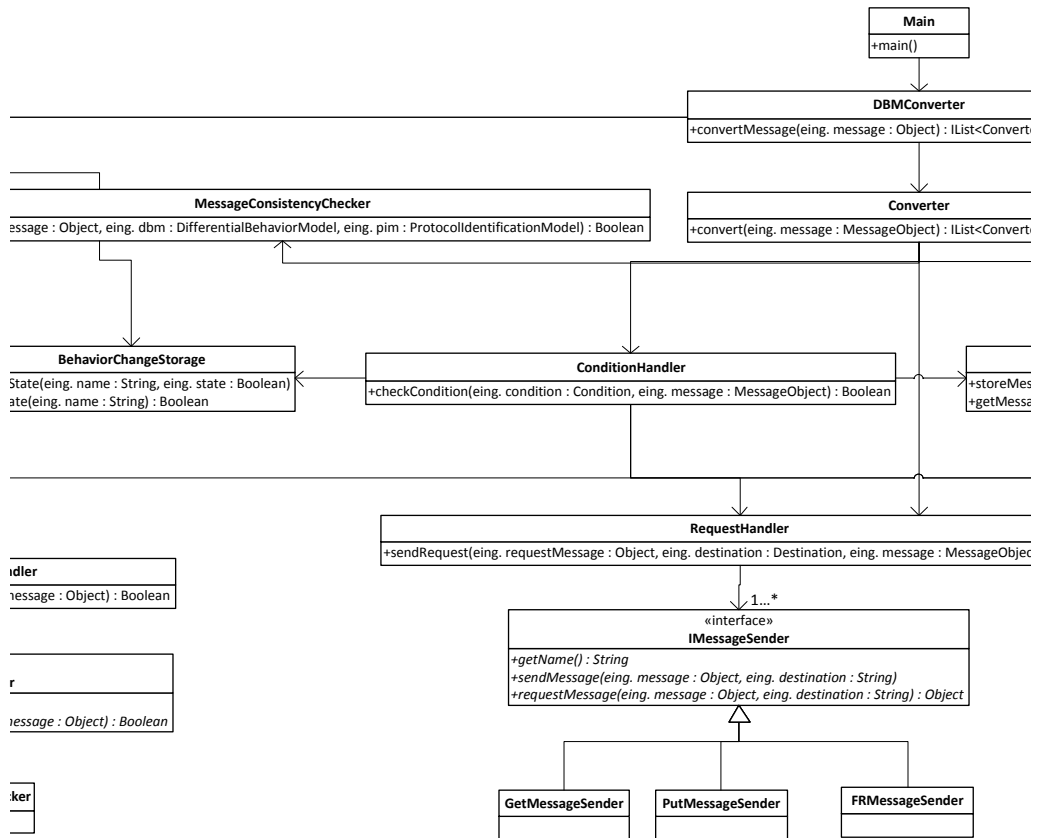 Main
+main()
DBMConverter
+convertMessage(eing. message : Object) : IList<Converte
MessageConsistencyChecker
essage : Object, eing. dbm : DifferentialBehaviorModel, eing. pim : ProtocolIdentificationModel) : Boolean
Converter
+convert(eing. message : MessageObject) : IList<Converte
BehaviorChangeStorage
State(eing. name : String, eing. state : Boolean)
ate(eing. name : String) : Boolean
ConditionHandler
+checkCondition(eing. condition : Condition, eing. message : MessageObject) : Boolean
+storeMes
+getMessa
RequestHandler
+sendRequest(eing. requestMessage : Object, eing. destination : Destination, eing. message : MessageObjec
ndler
message : Object) : Boolean
1...*
«interface»
IMessageSender
+getName() : String
+sendMessage(eing. message : Object, eing. destination : String)
+requestMessage(eing. message : Object, eing. destination : String) : Object
r
message : Object) : Boolean
cker
GetMessageSender
PutMessageSender
FRMessageSender